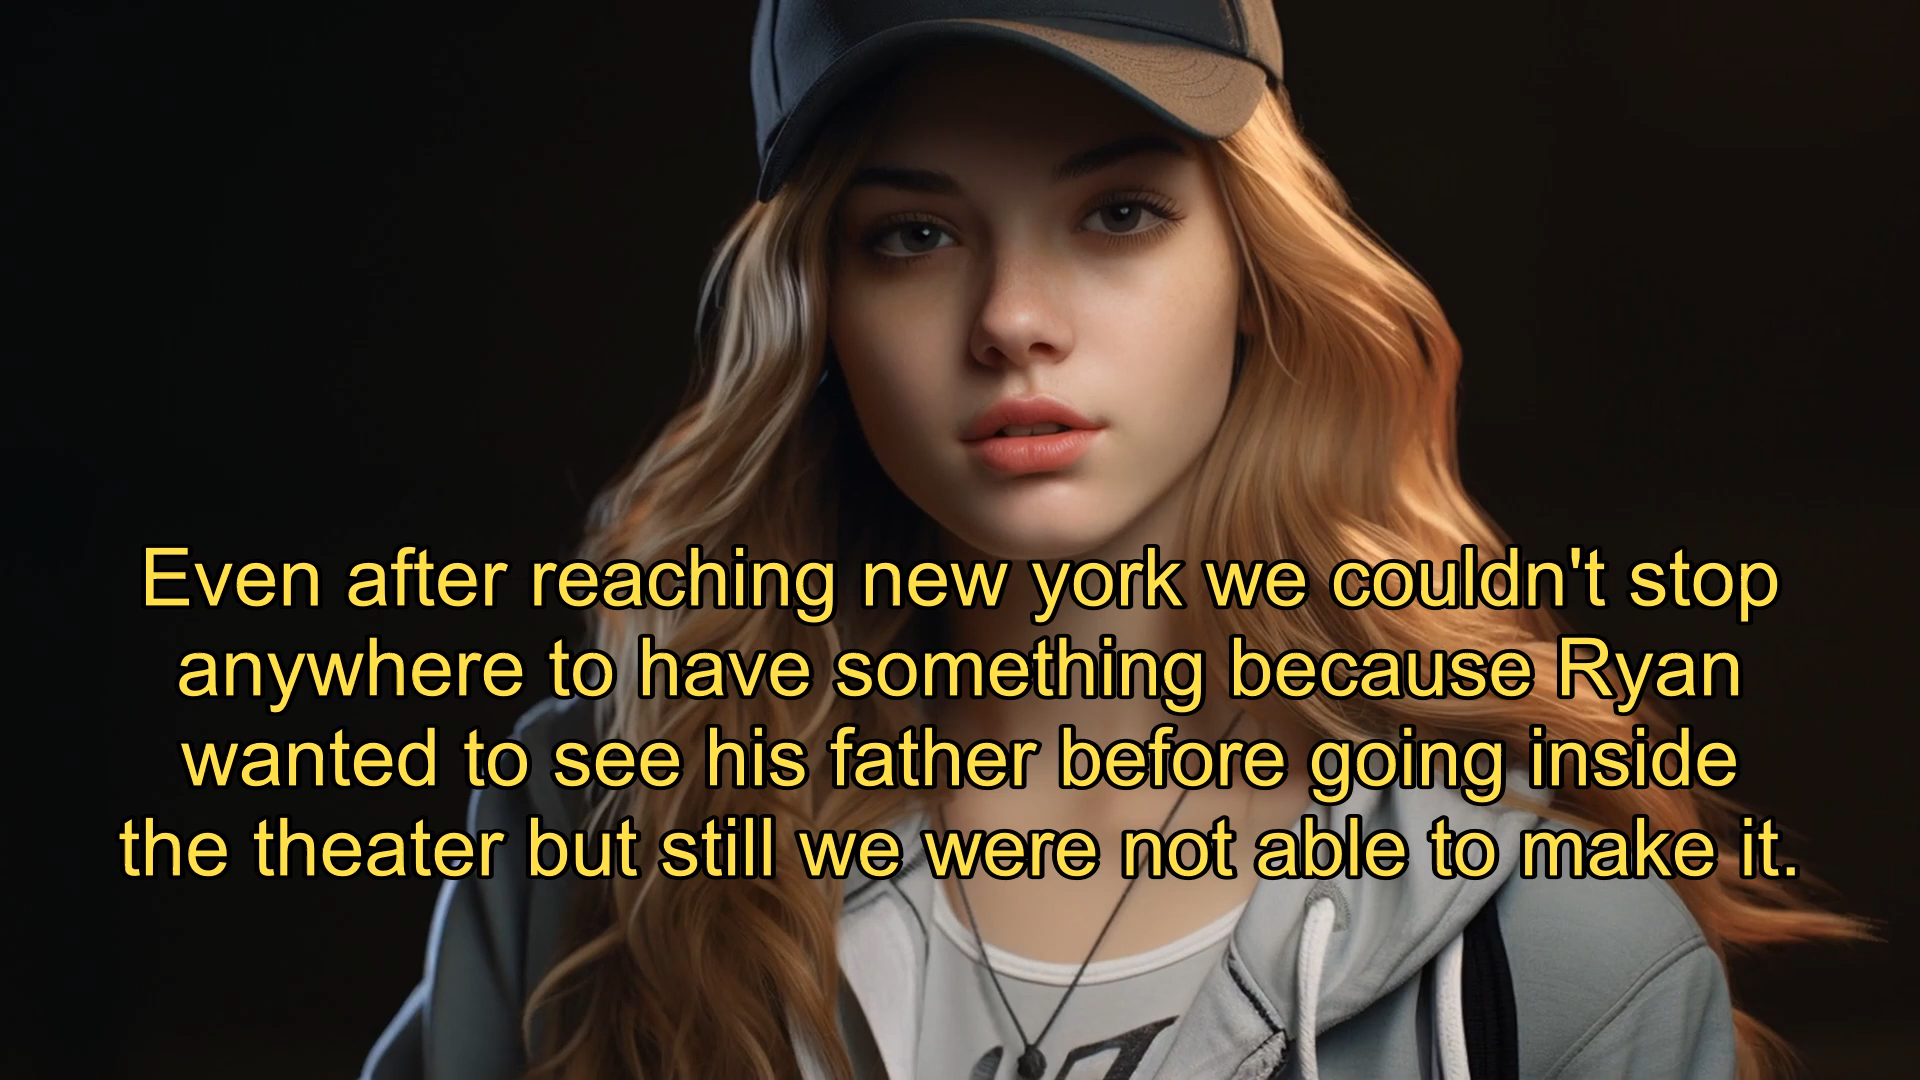 Even after reaching new york we couldn't stop
anywhere to have something because Ryan
wanted to see his father before going inside
the theater but still we were not able to make it.